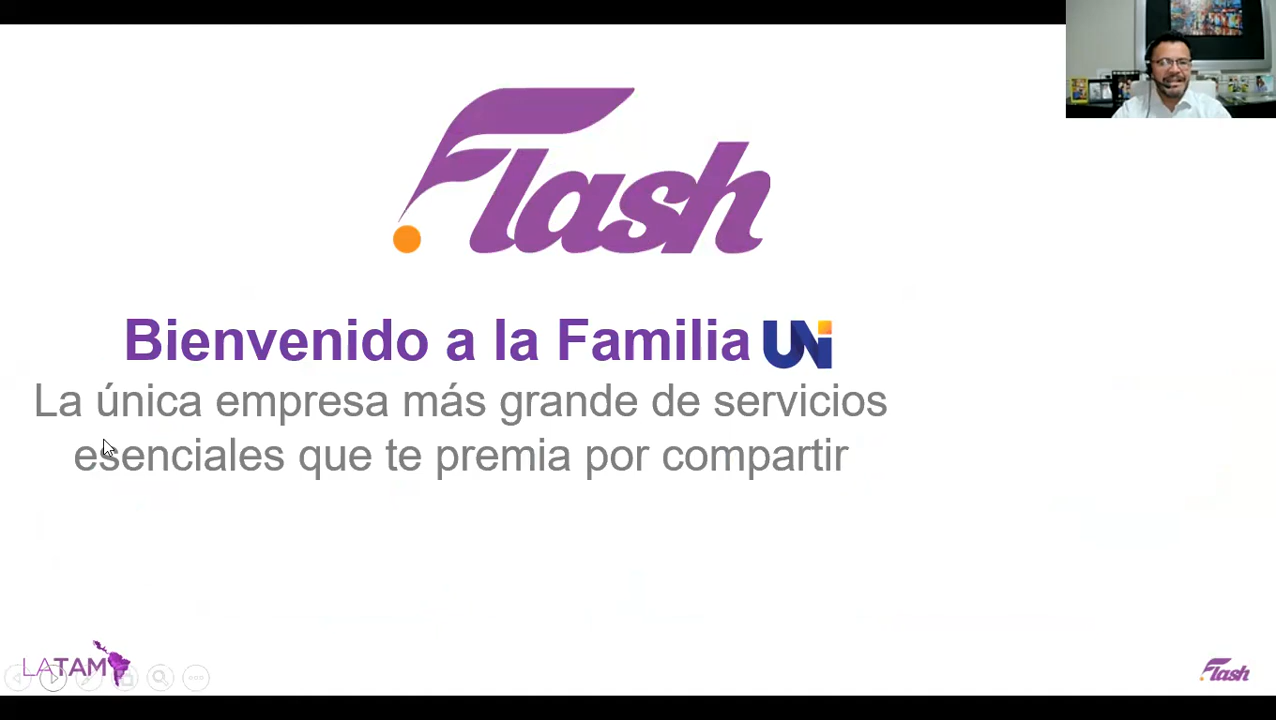 Flash
Bienvenido a la Familia UNi
La única empresa más grande de servicios
esenciales que te premia por compartir
LATAM
Flash